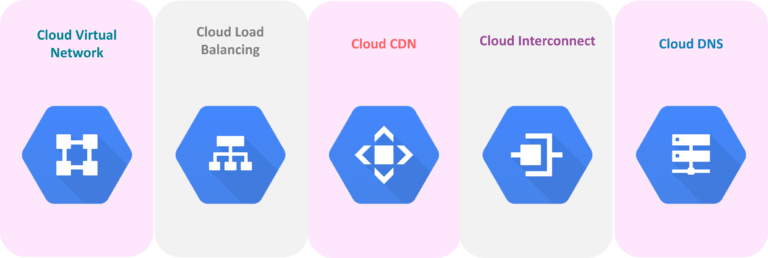 Cloud Virtual
Network
Cloud Load
Balancing
Cloud CDN
Cloud Interconnect
Cloud DNS